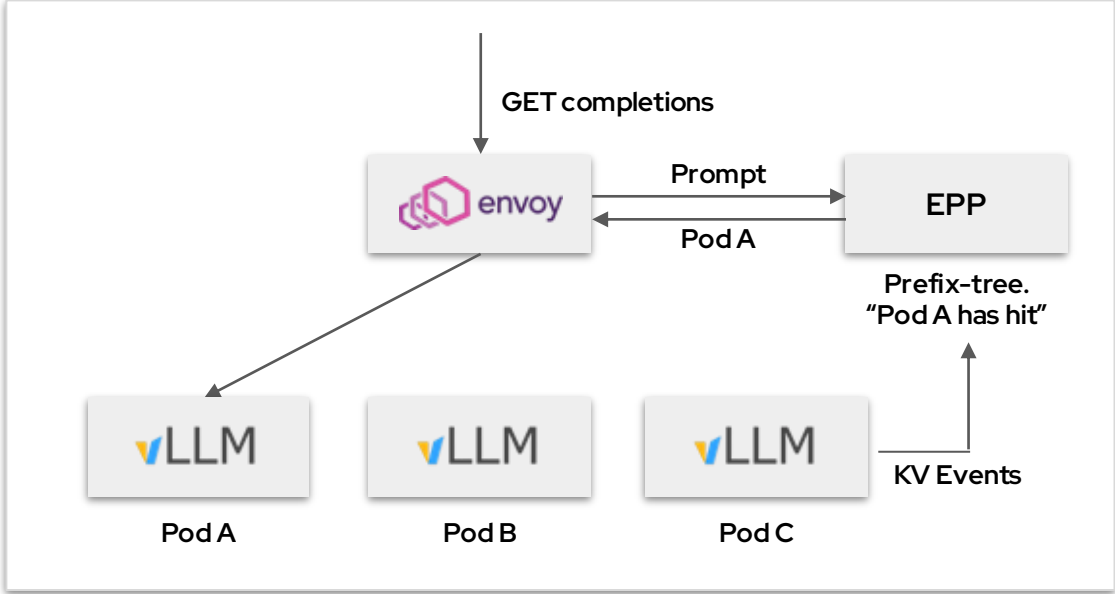 GET completions
envoy
Prompt
EPP
Pod A
Prefix-tree.
“Pod A has hit”
vLLM
vLLM
vLLM
KV Events
Pod A
Pod B
Pod C